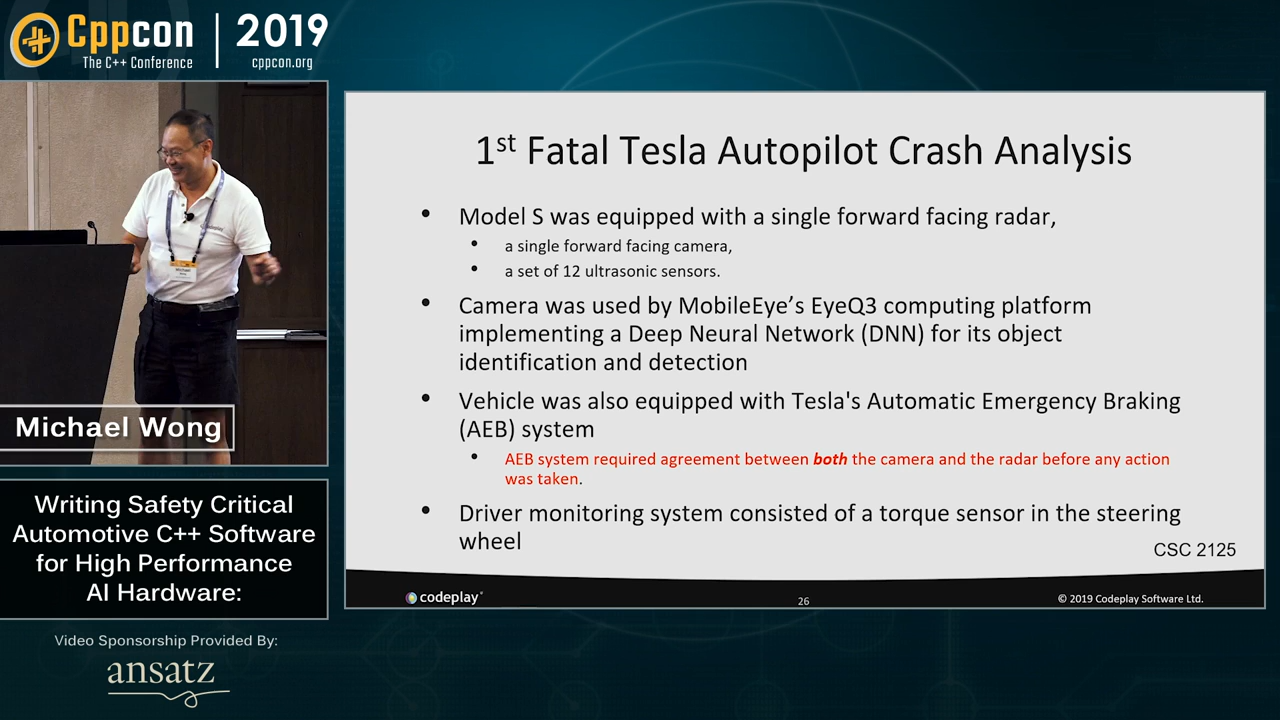 Cppcon
The C++ Conference
2019
cppcon.org
Michael Wong
Writing Safety Critical
Automotive C++ Software
for High Performance
AI Hardware:
Video Sponsorship Provided By:
ansatz
1st Fatal Tesla Autopilot Crash Analysis
• Model S was equipped with a single forward facing radar,
• a single forward facing camera,
• a set of 12 ultrasonic sensors.
• Camera was used by MobileEye’s EyeQ3 computing platform
implementing a Deep Neural Network (DNN) for its object
identification and detection
• Vehicle was also equipped with Tesla's Automatic Emergency Braking
(AEB) system
• AEB system required agreement between both the camera and the radar before any action
was taken.
• Driver monitoring system consisted of a torque sensor in the steering
wheel
CSC 2125
codeplay
26
© 2019 Codeplay Software Ltd.